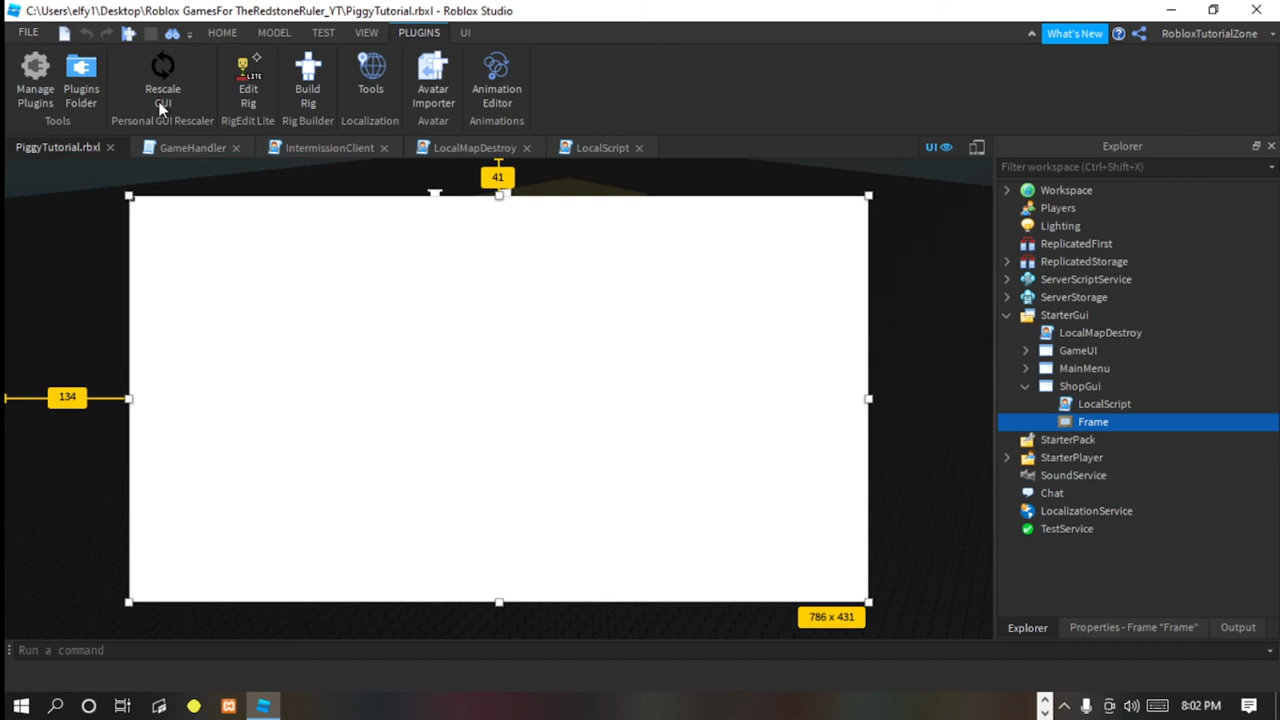 C:\Users\elfy1\Desktop\Roblox GamesFor TheRedstoneRuler_YT\PiggyTutorial.rbxl - Roblox Studio
FILE HOME MODEL TEST VIEW PLUGINS UI What's New RobloxTutorialZone
Manage Plugins Rescale Edit Build Tools Avatar Animation
Plugins Folder GUI Rig Rig Importer Editor
LITE
Tools Personal GUI Rescaler RigEdit Lite Rig Builder Localization Avatar Animations
PiggyTutorial.rbxl GameHandler IntermissionClient LocalMapDestroy LocalScript UI Explorer
Filter workspace (Ctrl+Shift+X)
41
Workspace
Players
Lighting
ReplicatedFirst
ReplicatedStorage
ServerScriptService
ServerStorage
StarterGui
LocalMapDestroy
GameUI
MainMenu
ShopGui
134
LocalScript
Frame
StarterPack
StarterPlayer
SoundService
Chat
LocalizationService
TestService
786 x 431
Explorer Properties - Frame "Frame" Output
Run a command
8:02 PM